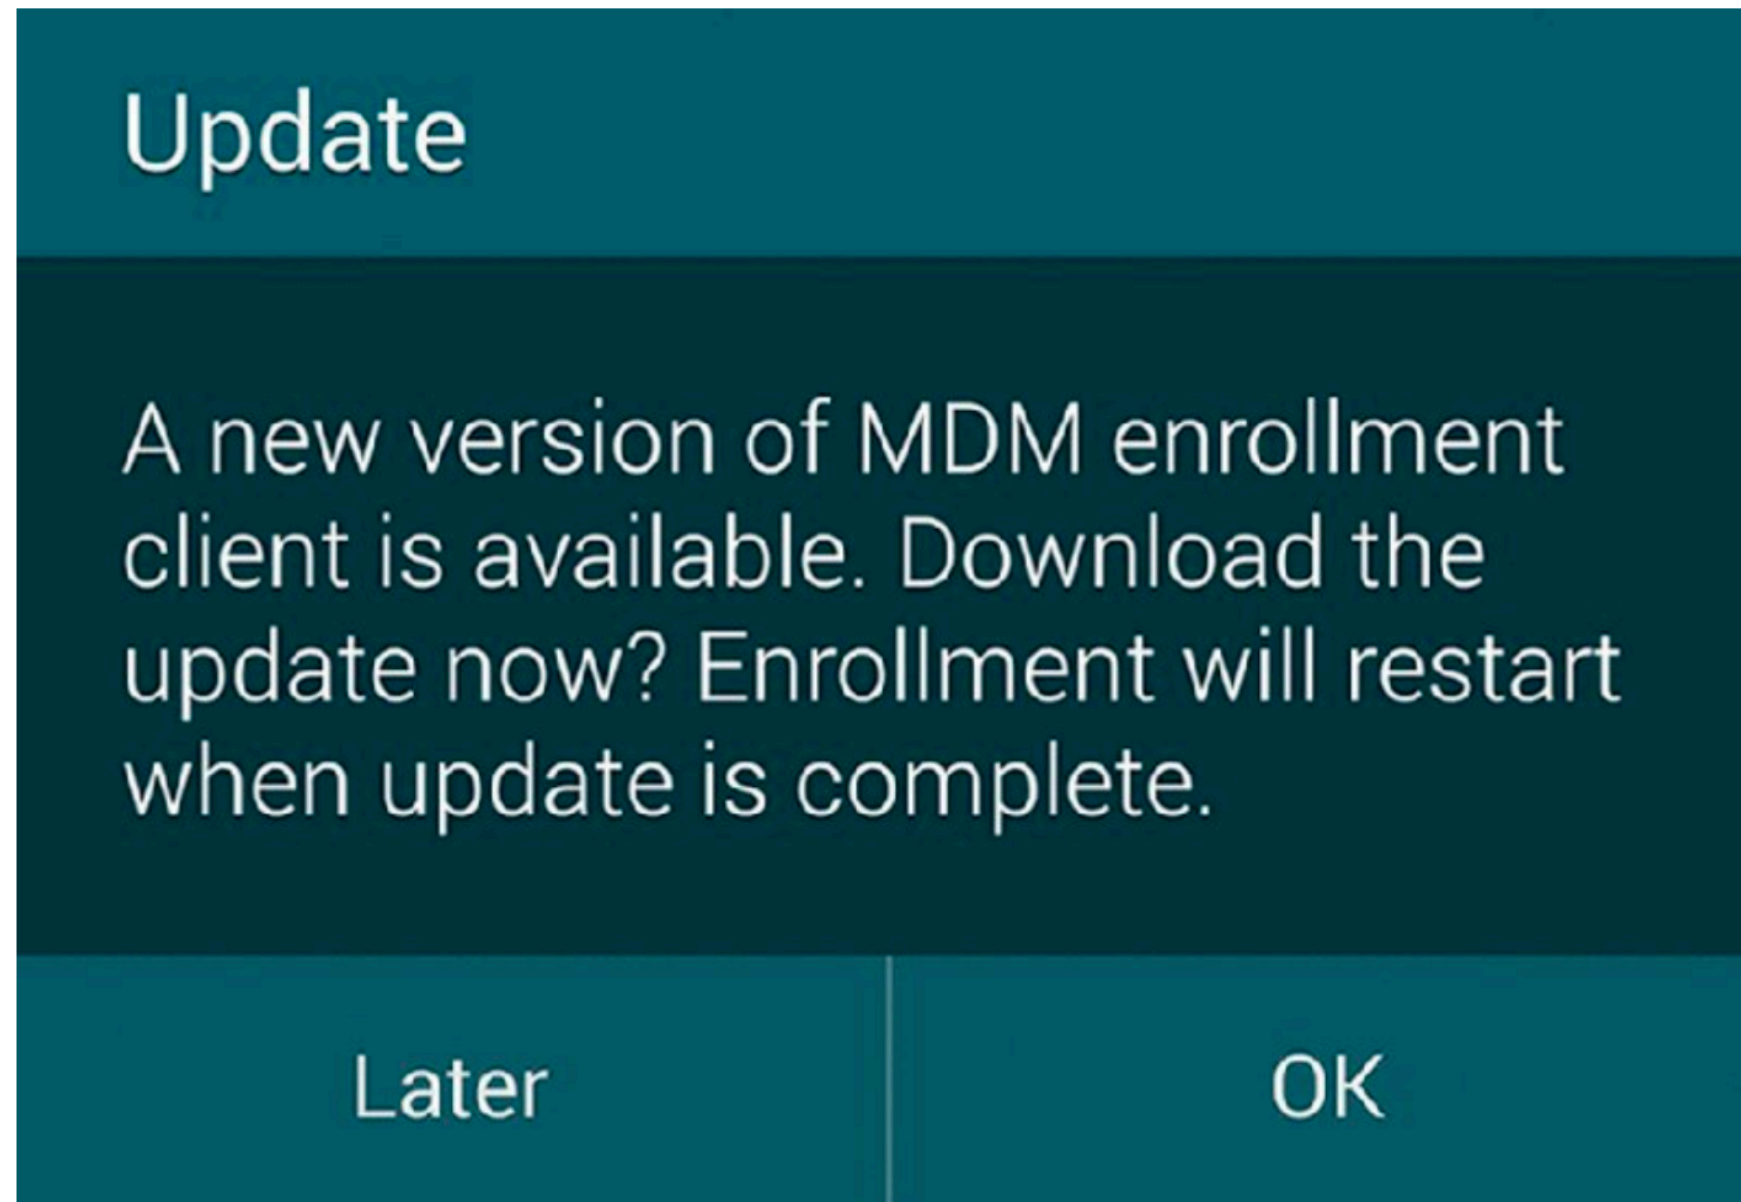 Update
A new version of MDM enrollment
client is available. Download the
update now? Enrollment will restart
when update is complete.
Later
OK